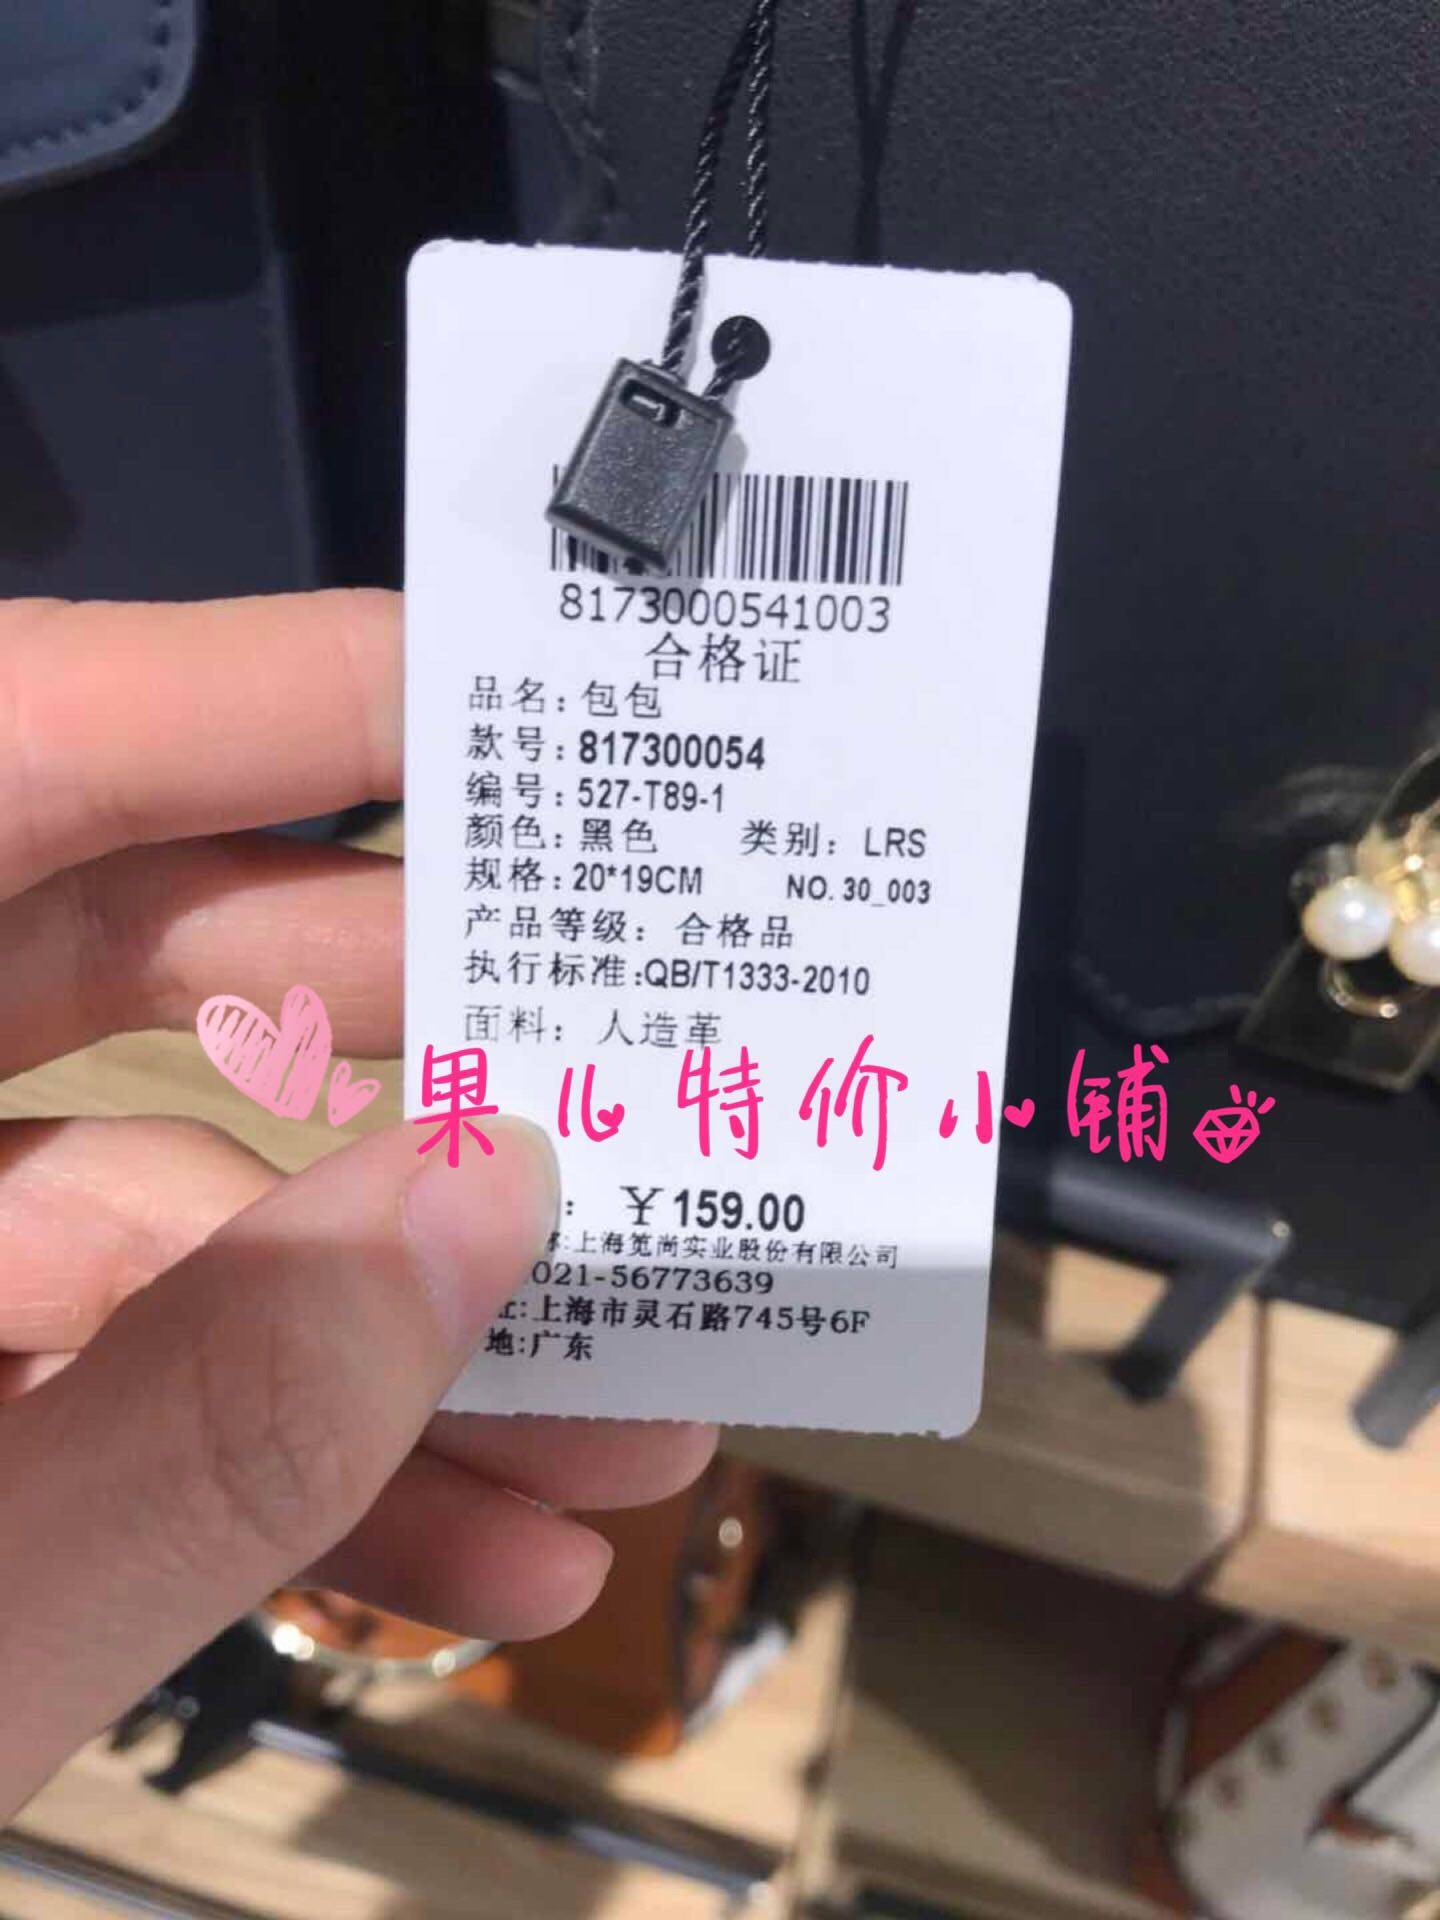 8173000541003
合格证
品名：包包
款号：817300054
编号：527-T89-1
颜色：黑色 类别：LRS
规格：20*19CM NO.30_003
产品等级：合格品
执行标准：QB/T1333-2010
面料：人造革
果儿特价小铺
：￥159.00
:上海笕尚实业股份有限公司
021-56773639
址:上海市灵石路745号6F
地:广东